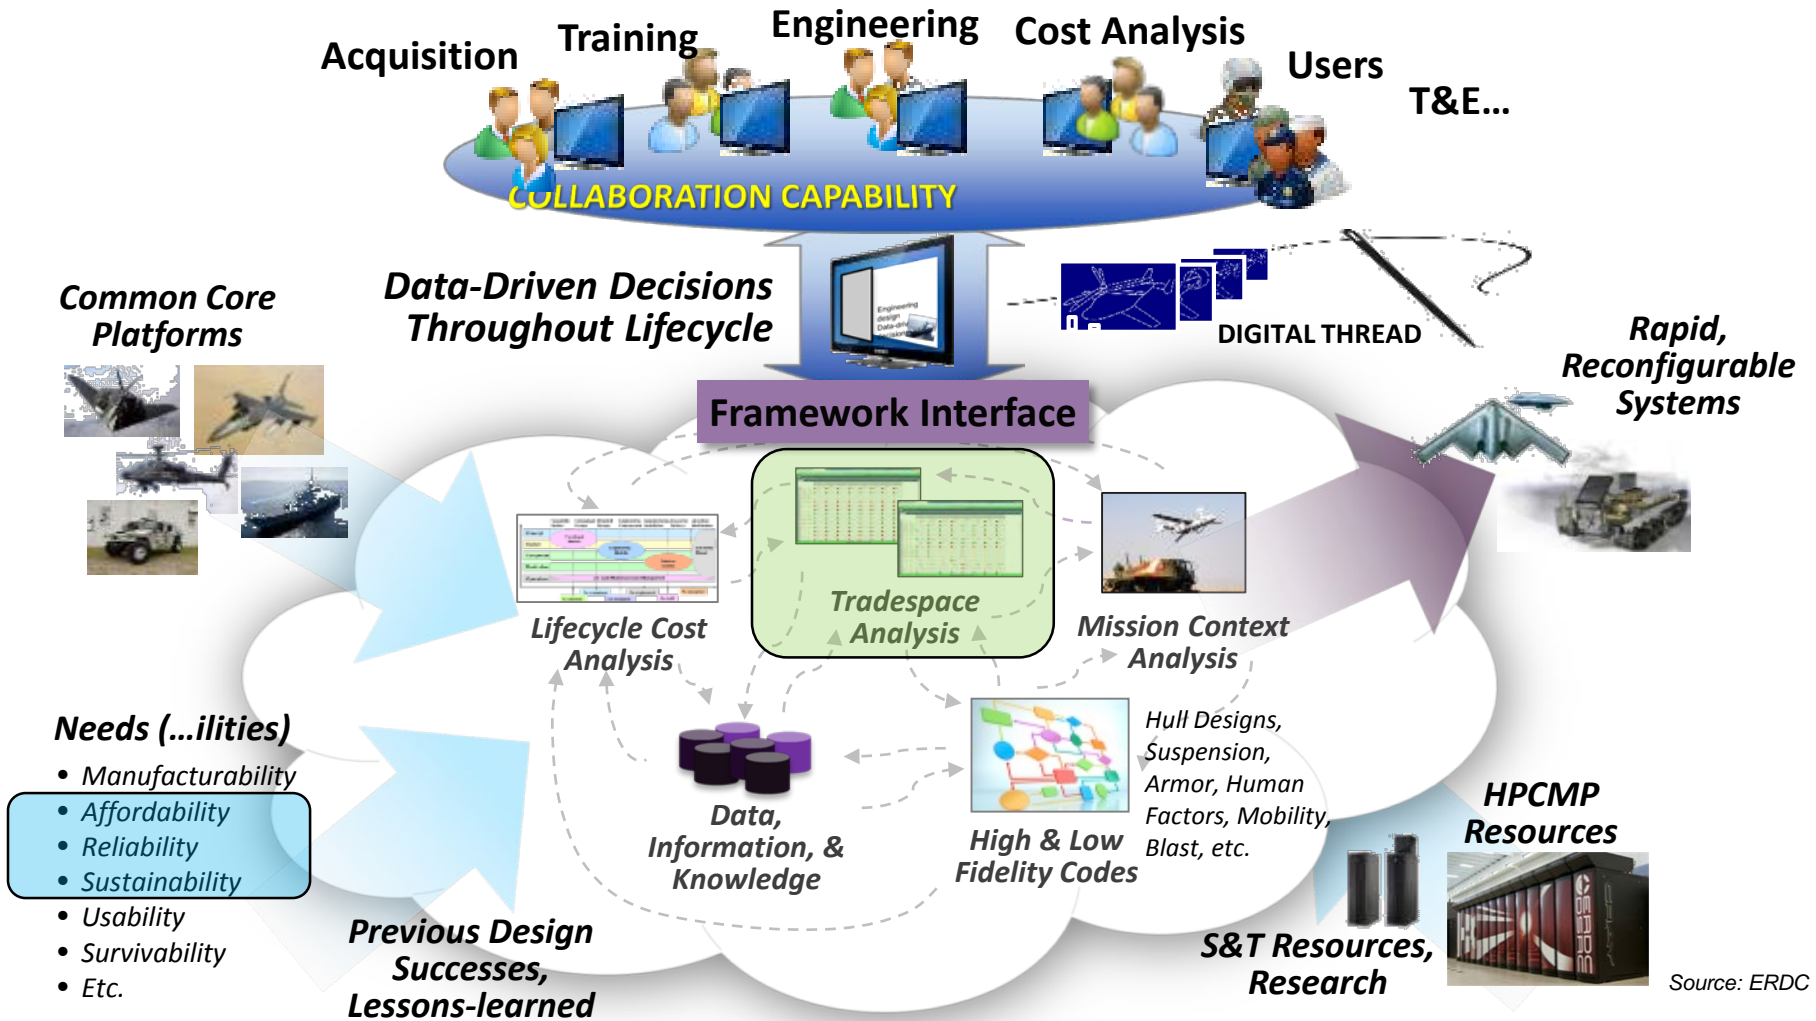 Acquisition
Training
Engineering
Cost Analysis
Users
T&E...
COLLABORATION CAPABILITY
Common Core
Platforms
Data-Driven Decisions
Throughout Lifecycle
Engineering
design
DIGITAL THREAD
Rapid,
Reconfigurable
Systems
Framework Interface
Lifecycle Cost
Analysis
Tradespace
Analysis
Mission Context
Analysis
Needs (...ilities)
• Manufacturability
• Affordability
• Reliability
• Sustainability
• Usability
• Survivability
• Etc.
Data,
Information, &
Knowledge
High & Low
Fidelity Codes
Hull Designs,
Suspension,
Armor, Human
Factors, Mobility,
Blast, etc.
HPCMP
Resources
Previous Design
Successes,
Lessons-learned
S&T Resources,
Research
ERDC
Source: ERDC